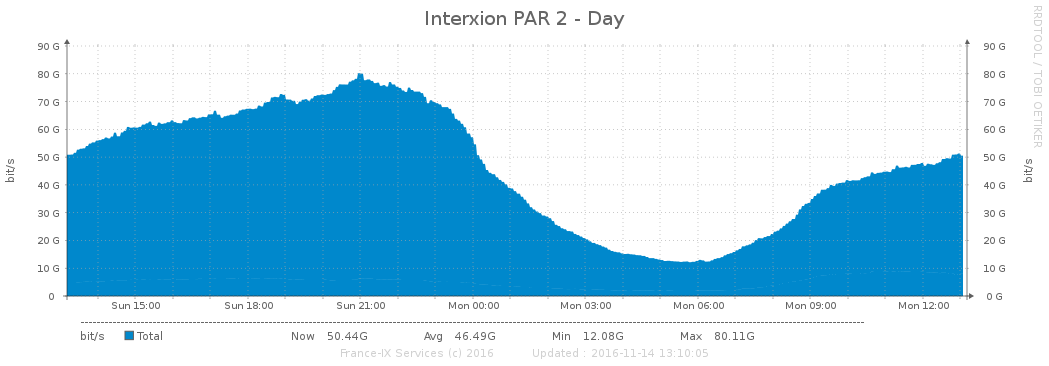 Interxion PAR 2 - Day
RRDTOOL / TOBI OETIKER
90 G 90 G
80 G 80 G
70 G 70 G
60 G 60 G
50 G 50 G
40 G 40 G
30 G 30 G
20 G 20 G
10 G 10 G
0 0 G
bit/s
bit/s
Sun 15:00 Sun 18:00 Sun 21:00 Mon 00:00 Mon 03:00 Mon 06:00 Mon 09:00 Mon 12:00
bit/s Total Now 50.44G Avg 46.49G Min 12.08G Max 80.11G
France-IX Services (c) 2016 Updated : 2016-11-14 13:10:05